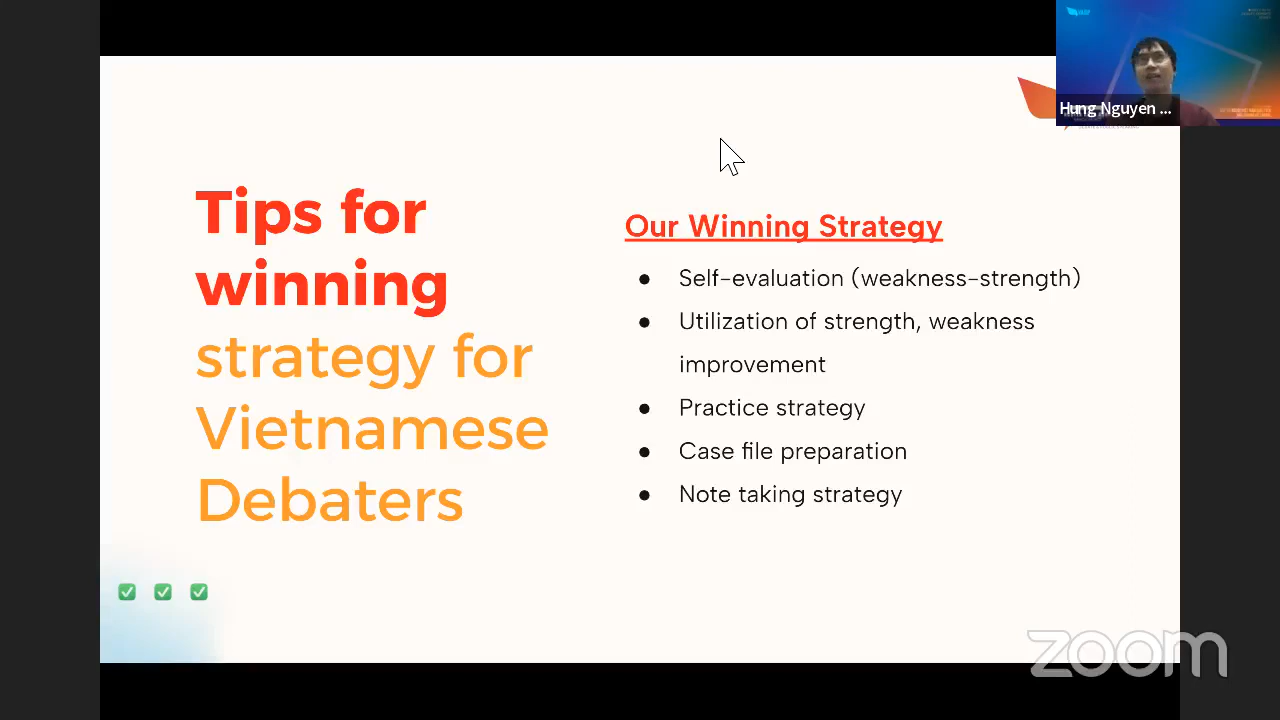 Hung Nguyen ...
Tips for
winning
strategy for
Vietnamese
Debaters
Our Winning Strategy
● Self-evaluation (weakness-strength)
● Utilization of strength, weakness
improvement
● Practice strategy
● Case file preparation
● Note taking strategy
zoom